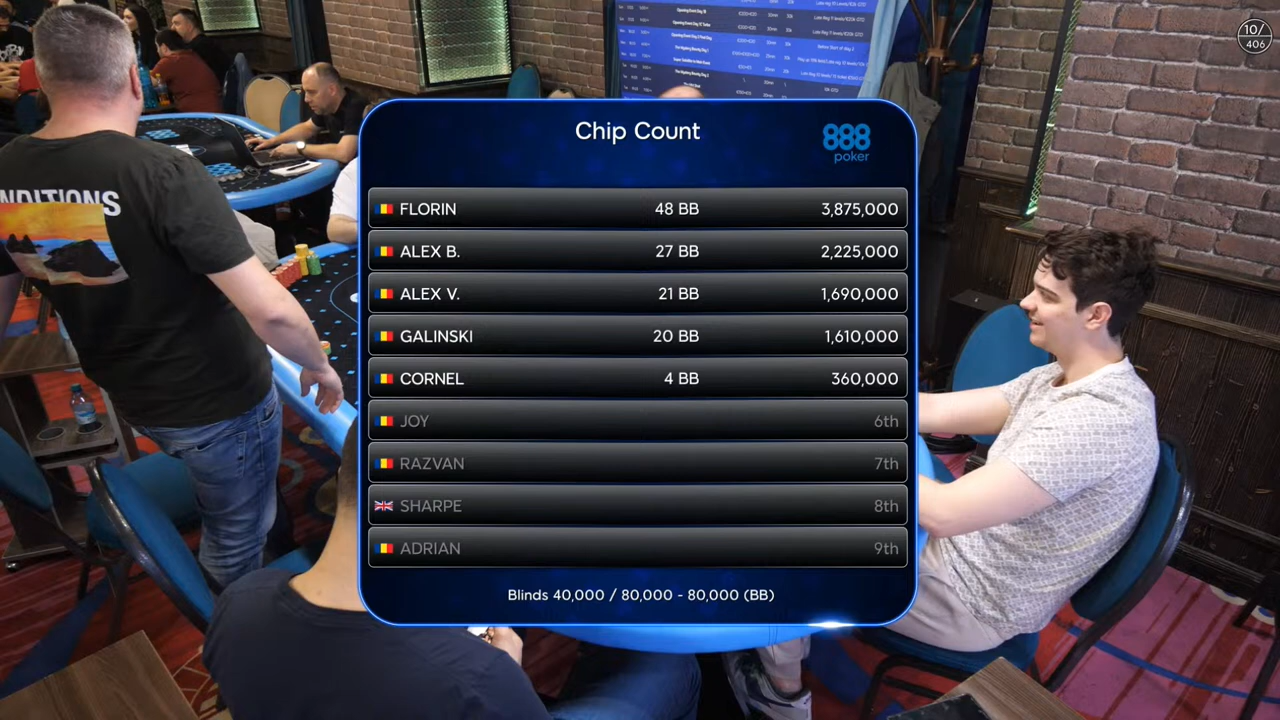 10/
406
NDITIONS
Chip Count
888
poker
FLORIN 48 BB 3,875,000
ALEX B. 27 BB 2,225,000
ALEX V. 21 BB 1,690,000
GALINSKI 20 BB 1,610,000
CORNEL 4 BB 360,000
JOY 6th
RAZVAN 7th
SHARPE 8th
ADRIAN 9th
Blinds 40,000 / 80,000 - 80,000 (BB)